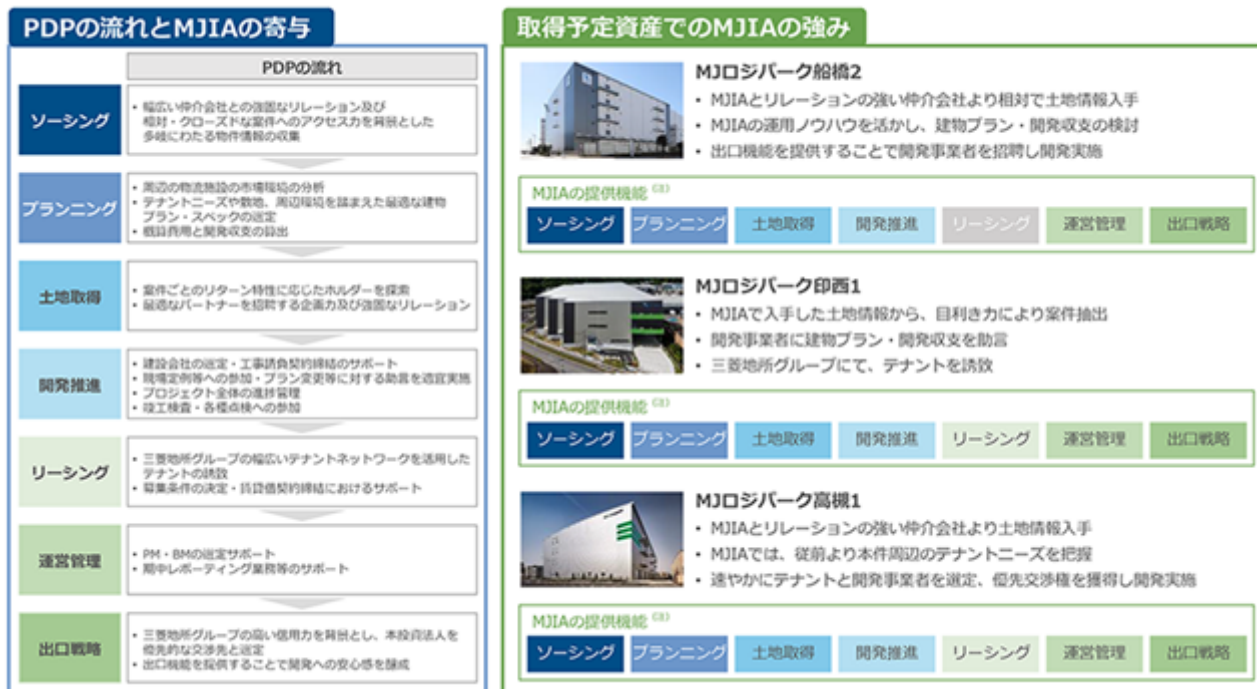 PDPの流れとMJIAの寄与
PDPの流れ
ソーシング
・幅広い仲介会社との強固なリレーション及び
相対・クローズドな案件へのアクセス力を背景とした
多岐にわたる物件情報の収集
プランニング
・周辺の物流施設の市場環境の分析
・テナントニーズや敷地、周辺環境を踏まえた最適な建物
プラン・スペックの選定
・概算費用と開発収支の算出
土地取得
・案件ごとのリターン特性に応じたホルダーを探索
・最適なパートナーを招聘する企画力及び強固なリレーション
開発推進
・建設会社の選定・工事請負契約締結のサポート
・現場定例等への参加・プラン変更等に対する助言を適宜実施
・プロジェクト全体の進捗管理
・竣工検査・各種点検への参加
リーシング
・三菱地所グループの幅広いテナントネットワークを活用した
テナントの誘致
・募集条件の決定・賃貸借契約締結におけるサポート
運営管理
・PM・BMの選定サポート
・期中レポーティング業務等のサポート
出口戦略
・三菱地所グループの高い信用力を背景とし、本投資法人を
優先的な交渉先と選定
・出口機能を提供することで開発への安心感を醸成
取得予定資産でのMJIAの強み
MJロジパーク船橋2
・MJIAとリレーションの強い仲介会社より相対で土地情報入手
・MJIAの運用ノウハウを活かし、建物プラン・開発収支の検討
・出口機能を提供することで開発事業者を招聘し開発実施
MJIAの提供機能(注)
ソーシング プランニング 土地取得 開発推進 リーシング 運営管理 出口戦略
MJロジパーク印西1
・MJIAで入手した土地情報から、目利き力により案件抽出
・開発事業者に建物プラン・開発収支を助言
・三菱地所グループにて、テナントを誘致
MJIAの提供機能(注)
ソーシング プランニング 土地取得 開発推進 リーシング 運営管理 出口戦略
MJロジパーク高槻1
・MJIAとリレーションの強い仲介会社より土地情報入手
・MJIAでは、従前より本件周辺のテナントニーズを把握
・速やかにテナントと開発事業者を選定、優先交渉権を獲得し開発実施
MJIAの提供機能(注)
ソーシング プランニング 土地取得 開発推進 リーシング 運営管理 出口戦略